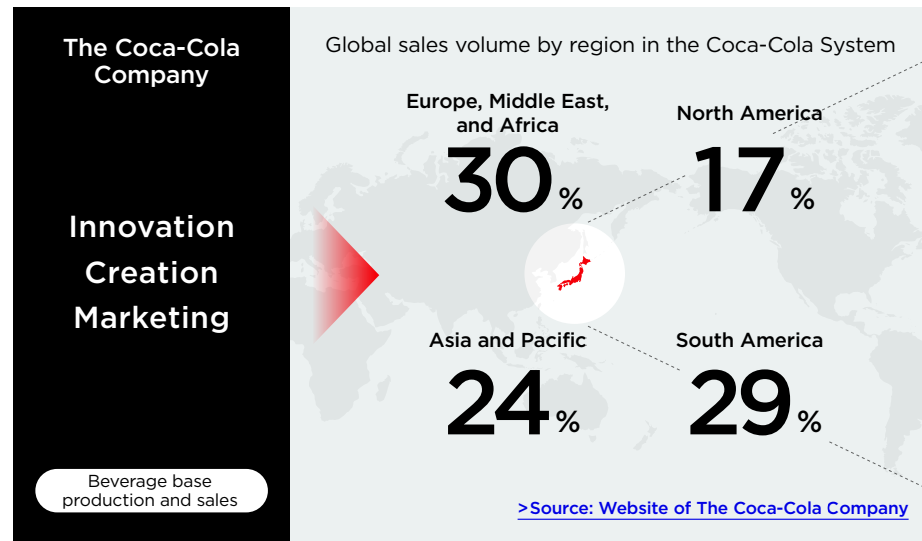 The Coca-Cola
Company
Innovation
Creation
Marketing
Beverage base
production and sales
Global sales volume by region in the Coca-Cola System
Europe, Middle East,
and Africa
30%
North America
17%
Asia and Pacific
24%
South America
29%
>Source: Website of The Coca-Cola Company